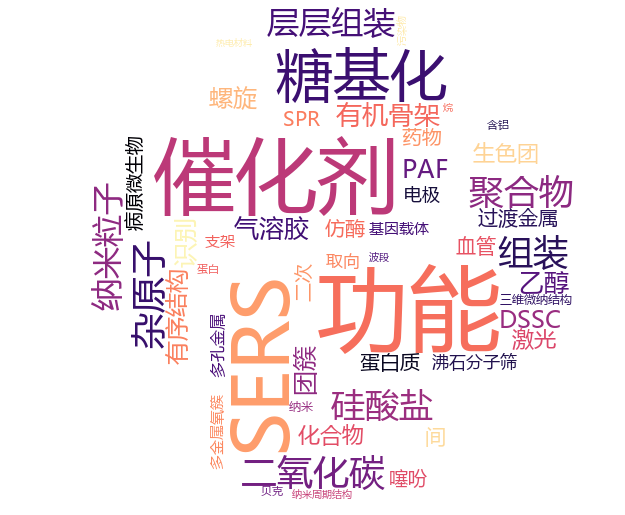 层层组装
软材料
热电材料
糖基化
螺旋
SPR
有机骨架
烷
药物
含铝
催化剂
生色团
病原微生物
PAF
电极
聚合物
纳米粒子
识别
气溶胶
仿酶
基因载体
过渡金属
支架
血管
组装
杂原子
有序结构
蛋白
二次
取向
波段
乙醇
三维微纳结构
SERS
功能
DSSC
激光
多孔金属
团簇
蛋白质
沸石分子筛
多金属氧簇
纳米
硅酸盐
化合物
间
二氧化碳
噻吩
贝克
纳米周期结构